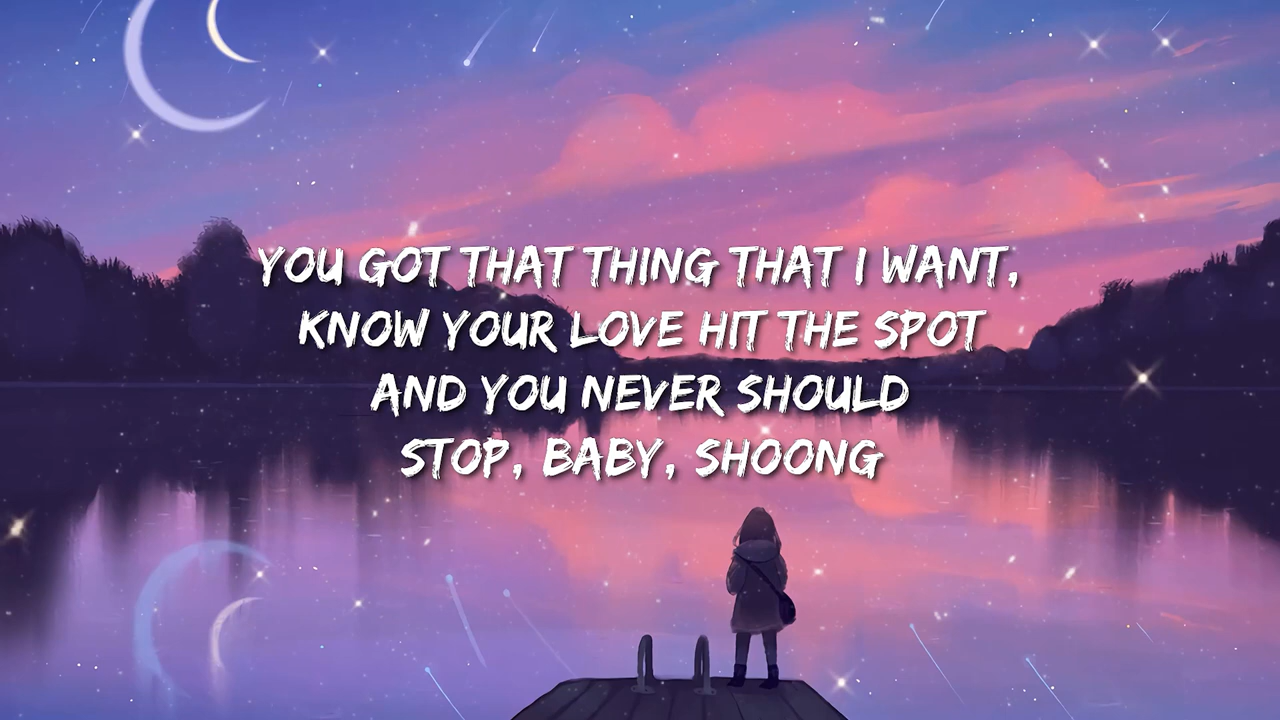 YOU GOT THAT THING THAT I WANT,
KNOW YOUR LOVE HIT THE SPOT
AND YOU NEVER SHOULD
STOP, BABY, SHOONG